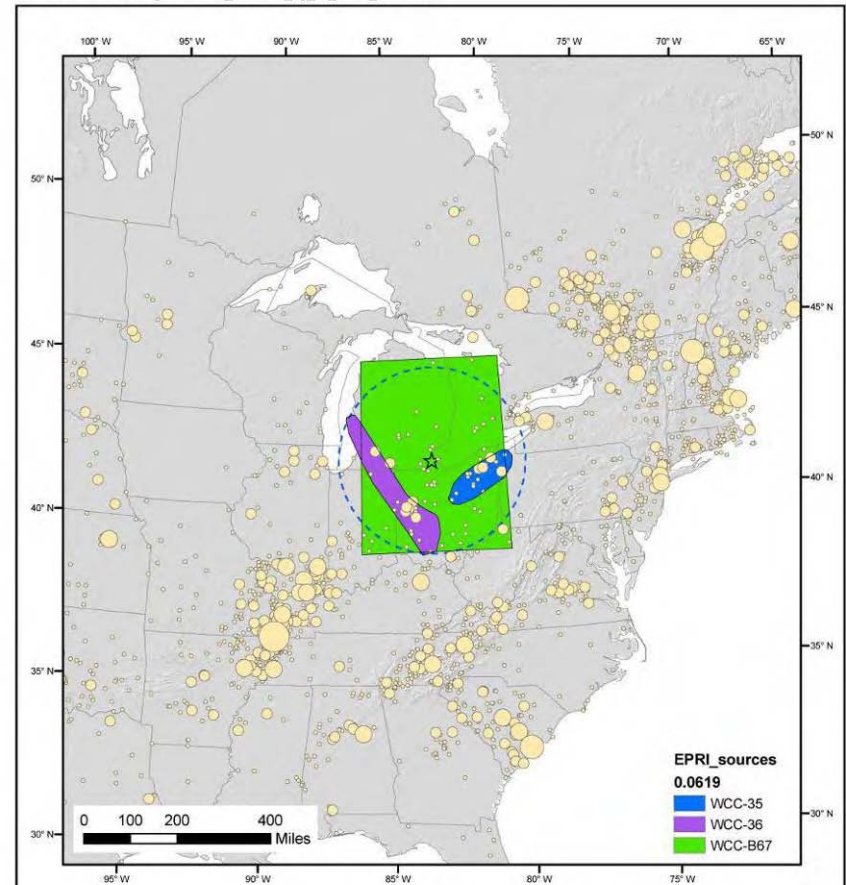 100° W 95° W 90° W 85° W 80° W 75° W 70° W 65° W
50° N
50° N
45° N
45° N
40° N
40° N
35° N
35° N
30° N
30° N
EPRI_sources
0.0619
WCC-35
WCC-36
WCC-B67
0 100 200 400
Miles
95° W 90° W 85° W 80° W 75° W